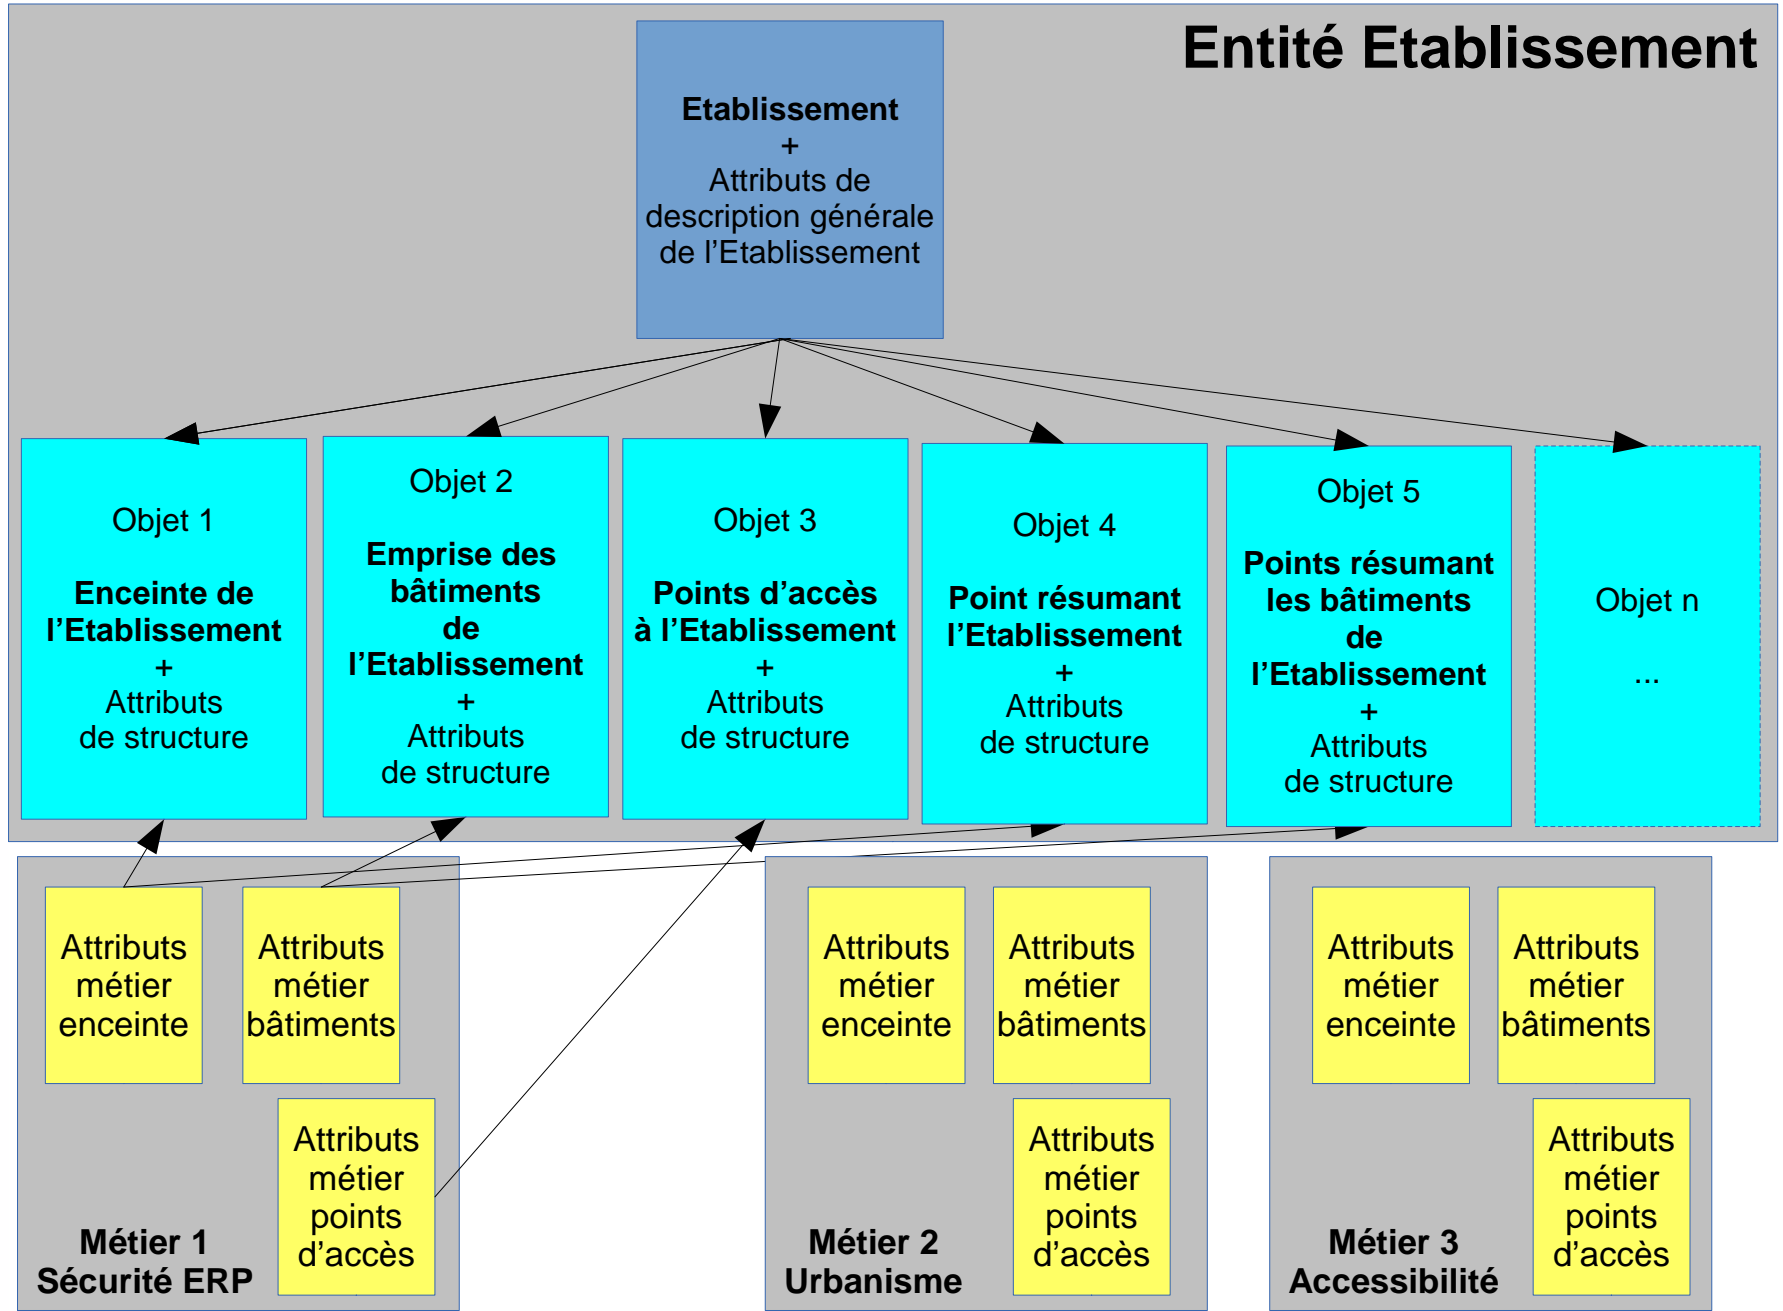 Entité Etablissement
Etablissement
+
Attributs de
description générale
de l’Etablissement
Objet 1
Enceinte de
l’Etablissement
+
Attributs
de structure
Objet 2
Emprise des
bâtiments
de
l’Etablissement
+
Attributs
de structure
Objet 3
Points d’accès
à l’Etablissement
+
Attributs
de structure
Objet 4
Point résumant
l’Etablissement
+
Attributs
de structure
Objet 5
Points résumant
les bâtiments
de
l’Etablissement
+
Attributs
de structure
Objet n
...
Attributs
métier
enceinte
Attributs
métier
bâtiments
Attributs
métier
points
d’accès
Métier 1
Sécurité ERP
Attributs
métier
enceinte
Attributs
métier
bâtiments
Attributs
métier
points
d’accès
Métier 2
Urbanisme
Attributs
métier
enceinte
Attributs
métier
bâtiments
Attributs
métier
points
d’accès
Métier 3
Accessibilité